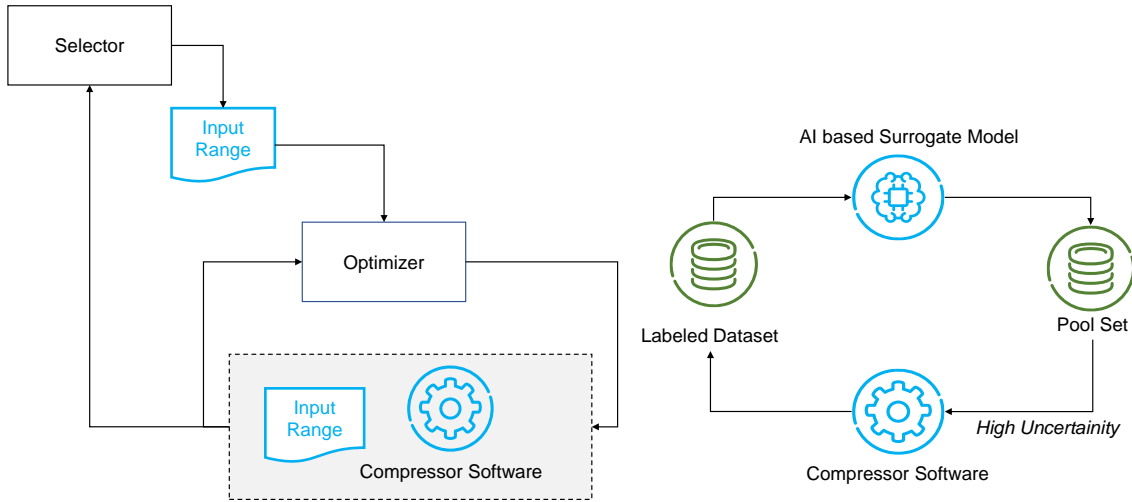 Selector
Input
Range
Optimizer
Input
Range
Compressor Software
AI based Surrogate Model
Labeled Dataset
Pool Set
High Uncertainity
Compressor Software